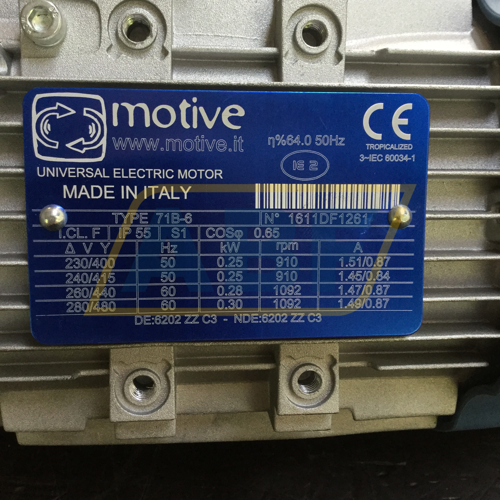 motive
www.motive.it
η%64.0 50Hz
CE
TROPICALIZED
3~IEC 60034-1
IE 2
UNIVERSAL ELECTRIC MOTOR
MADE IN ITALY
TYPE 71B-6 N° 1611DF1261
I.CL. F IP 55 S1 COSφ 0.65
Δ V Y Hz kW rpm A
230/400 50 0.25 910 1.51/0.87
240/415 50 0.25 910 1.45/0.84
260/440 60 0.28 1092 1.47/0.87
280/480 60 0.30 1092 1.49/0.87
DE:6202 ZZ C3 - NDE:6202 ZZ C3